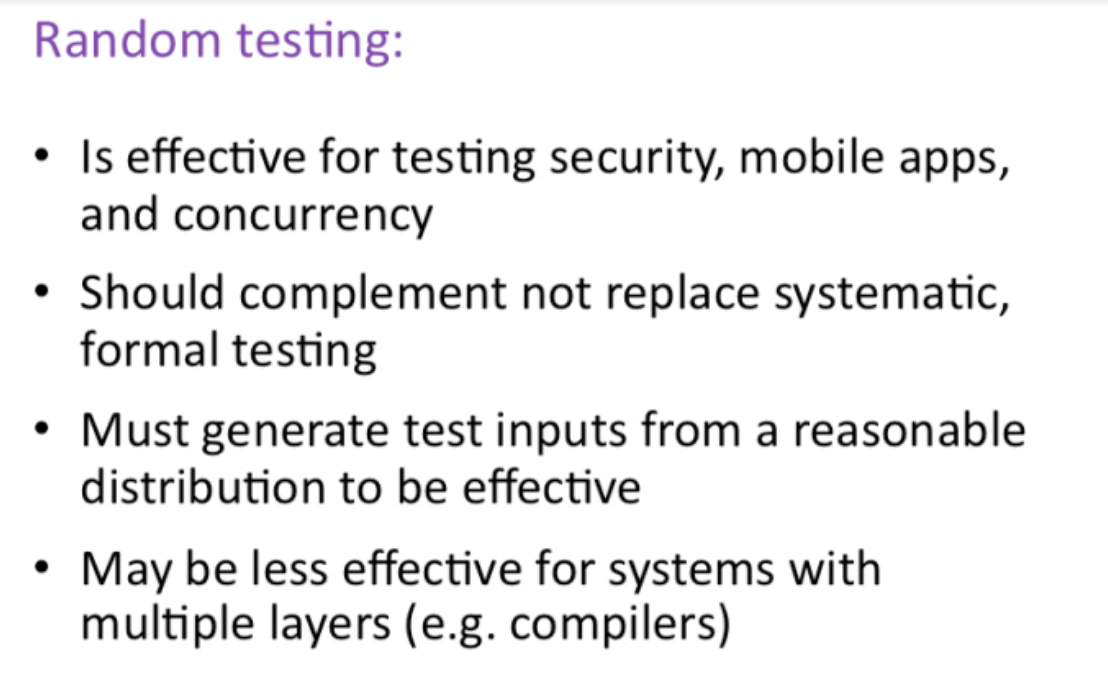 Random testing:
• Is effective for testing security, mobile apps,
and concurrency
• Should complement not replace systematic,
formal testing
• Must generate test inputs from a reasonable
distribution to be effective
• May be less effective for systems with
multiple layers (e.g. compilers)